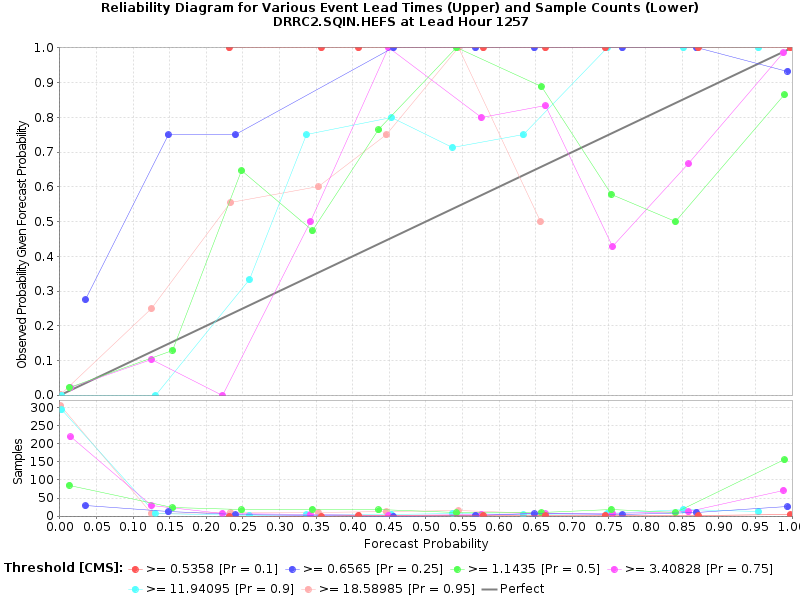 Reliability Diagram for Various Event Lead Times (Upper) and Sample Counts (Lower)
DRRC2.SQIN.HEFS at Lead Hour 1257
Observed Probability Given Forecast Probability
1.0
0.9
0.8
0.7
0.6
0.5
0.4
0.3
0.2
0.1
0.0
Samples
300
250
200
150
100
50
0
0.00 0.05 0.10 0.15 0.20 0.25 0.30 0.35 0.40 0.45 0.50 0.55 0.60 0.65 0.70 0.75 0.80 0.85 0.90 0.95 1.0
Forecast Probability
Threshold [CMS]: >= 0.5358 [Pr = 0.1] >= 0.6565 [Pr = 0.25] >= 1.1435 [Pr = 0.5] >= 3.40828 [Pr = 0.75]
>= 11.94095 [Pr = 0.9] >= 18.58985 [Pr = 0.95] Perfect